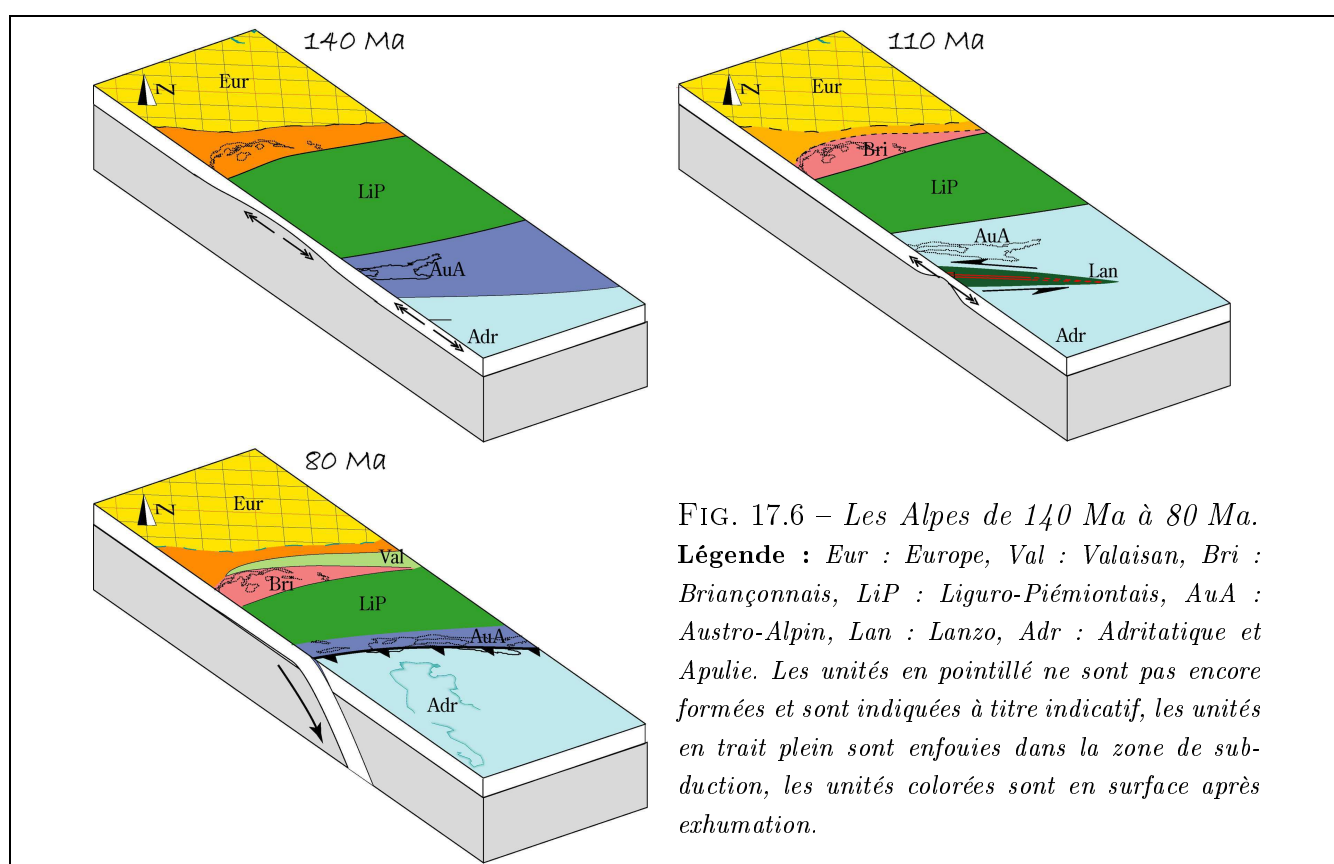 140 Ma
N
Eur
LiP
AuA
Adr
110 Ma
N
Eur
Bri
LiP
AuA
Lan
Adr
80 Ma
N
Eur
Val
Bri
LiP
AuA
Adr
FIG. 17.6 – Les Alpes de 140 Ma à 80 Ma.
Légende : Eur : Europe, Val : Valaisan, Bri :
Briançonnais, LiP : Liguro-Piémiontais, AuA :
Austro-Alpin, Lan : Lanzo, Adr : Adritatique et
Apulie. Les unités en pointillé ne sont pas encore
formées et sont indiquées à titre indicatif, les unités
en trait plein sont enfouies dans la zone de sub-
duction, les unités colorées sont en surface après
exhumation.